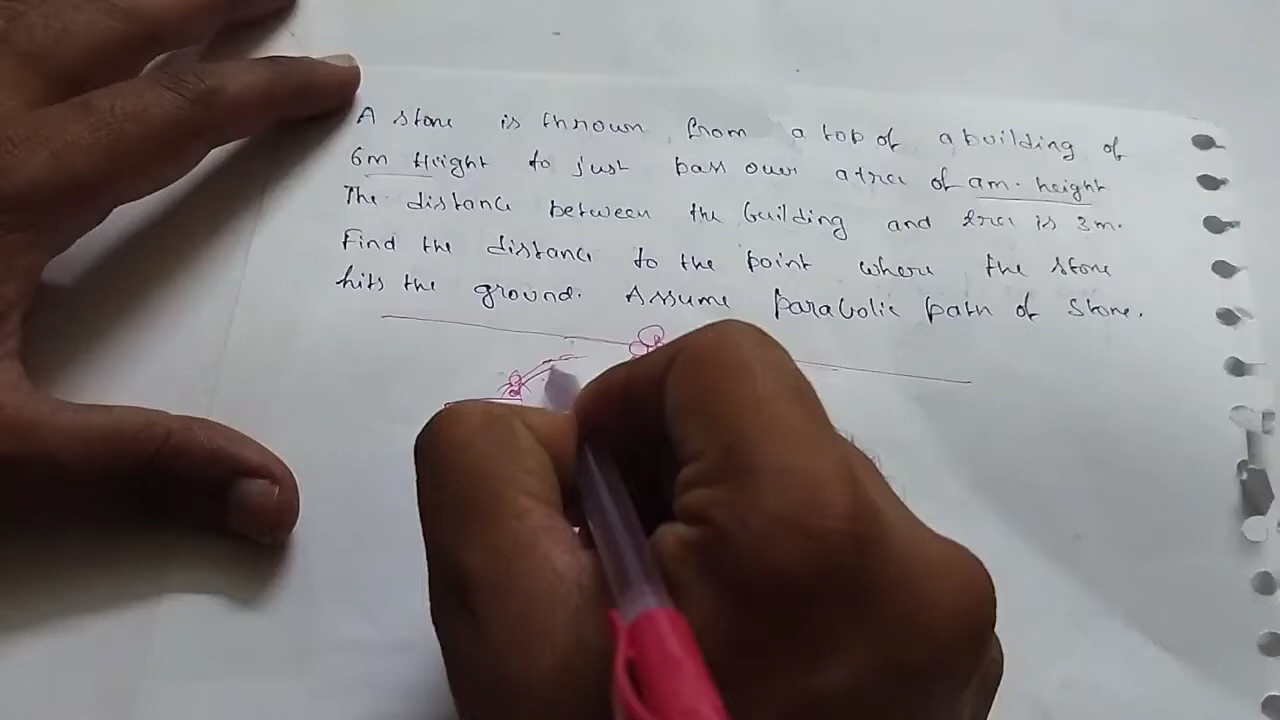 A stone is thrown from a top of a building of
6m Height to just pass over a tree of 9m. height
The distance between the building and tree is 3m.
Find the distance to the point where the stone
hits the ground. Assume parabolic path of stone.